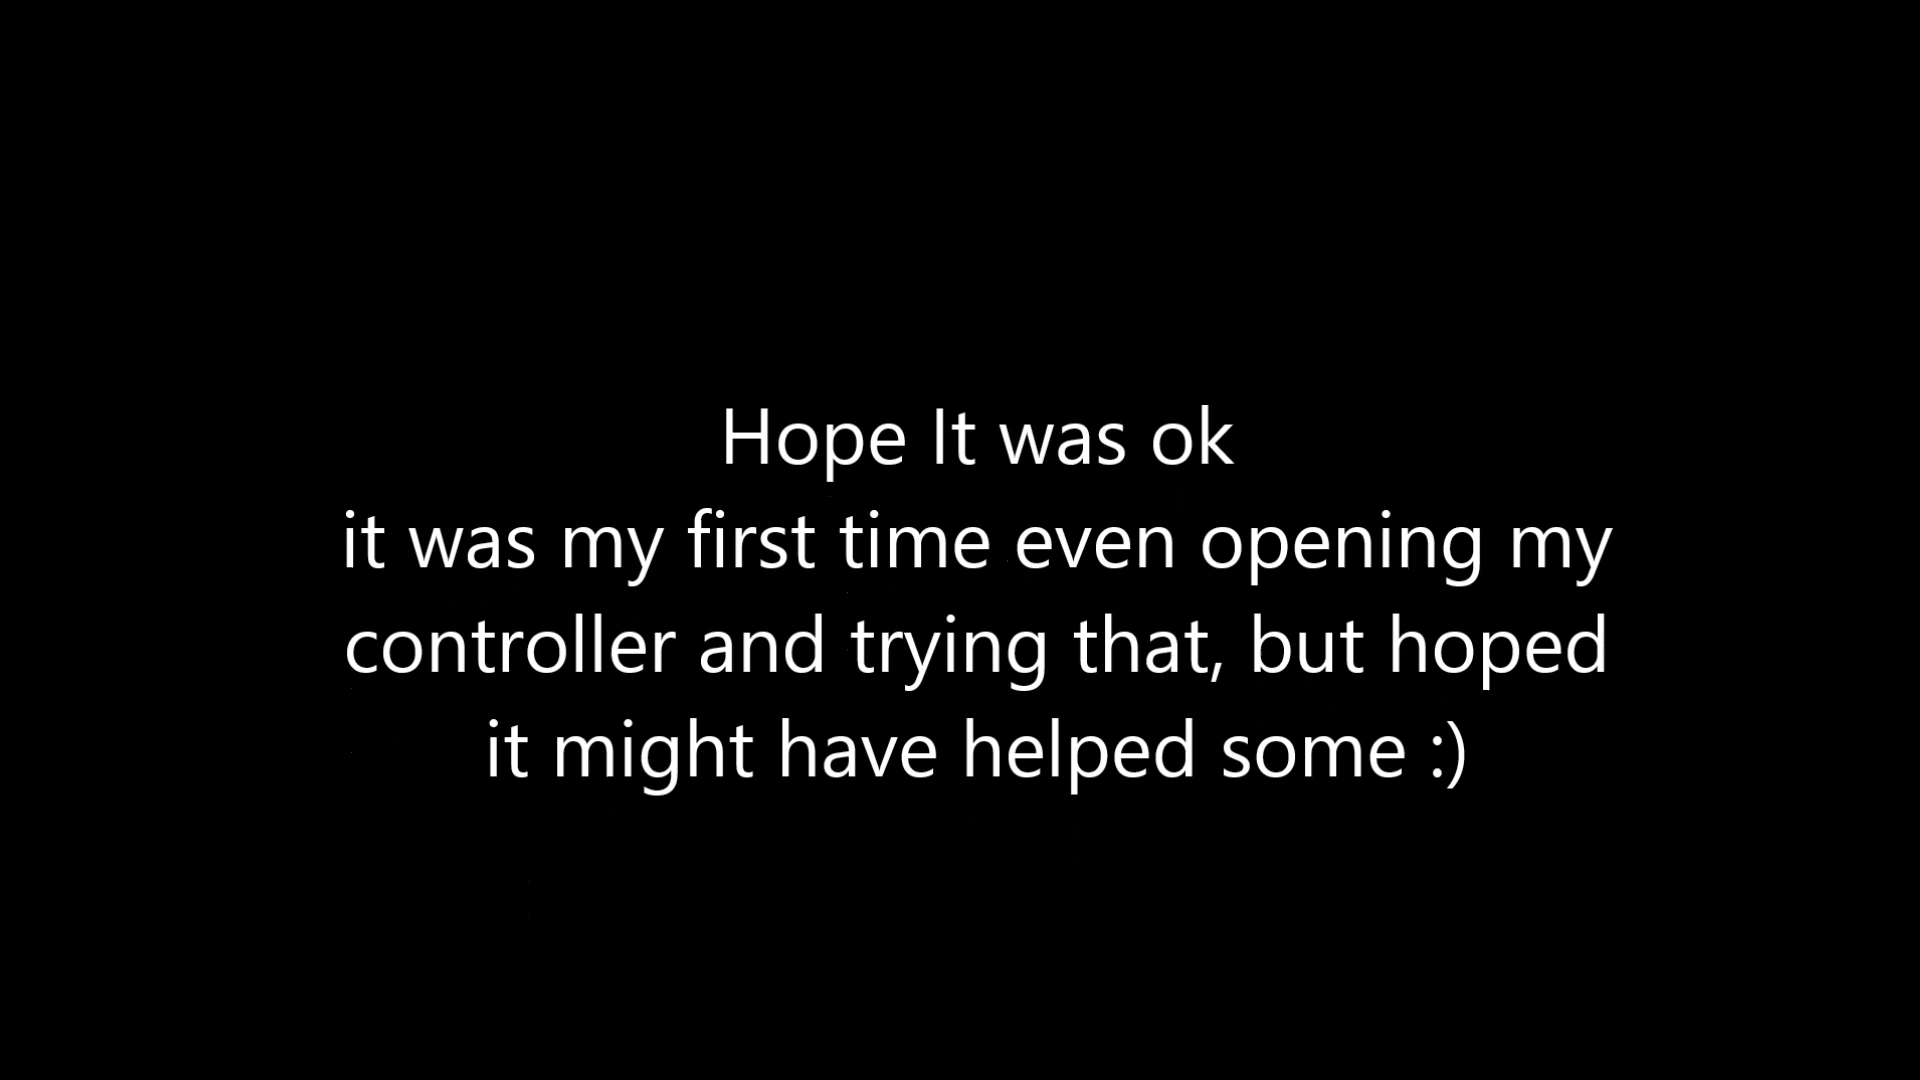 Hope It was ok
it was my first time even opening my
controller and trying that, but hoped
it might have helped some :)